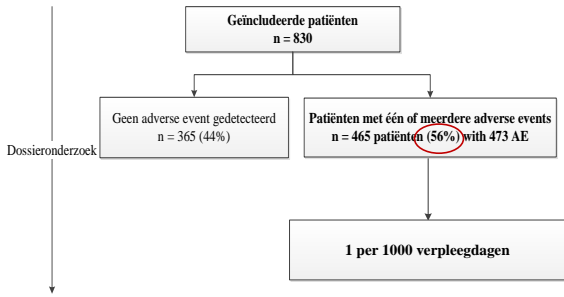 Geïncludeerde patiënten
n = 830
Geen adverse event gedetecteerd
n = 365 (44%)
Patiënten met één of meerdere adverse events
n = 465 patiënten (56%) with 473 AE
Dossieronderzoek
1 per 1000 verpleegdagen